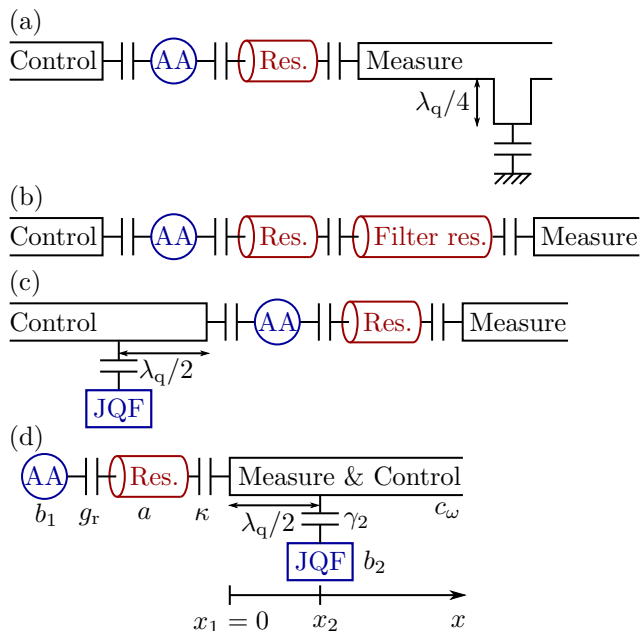 (a)
Control AA Res. Measure
λq/4
(b)
Control AA Res. Filter res. Measure
(c)
Control AA Res. Measure
λq/2
JQF
(d)
AA Res. Measure & Control
b₁ gᵣ a κ λq/2 γ₂ c_ω
JQF b₂
x₁ = 0 x₂ x